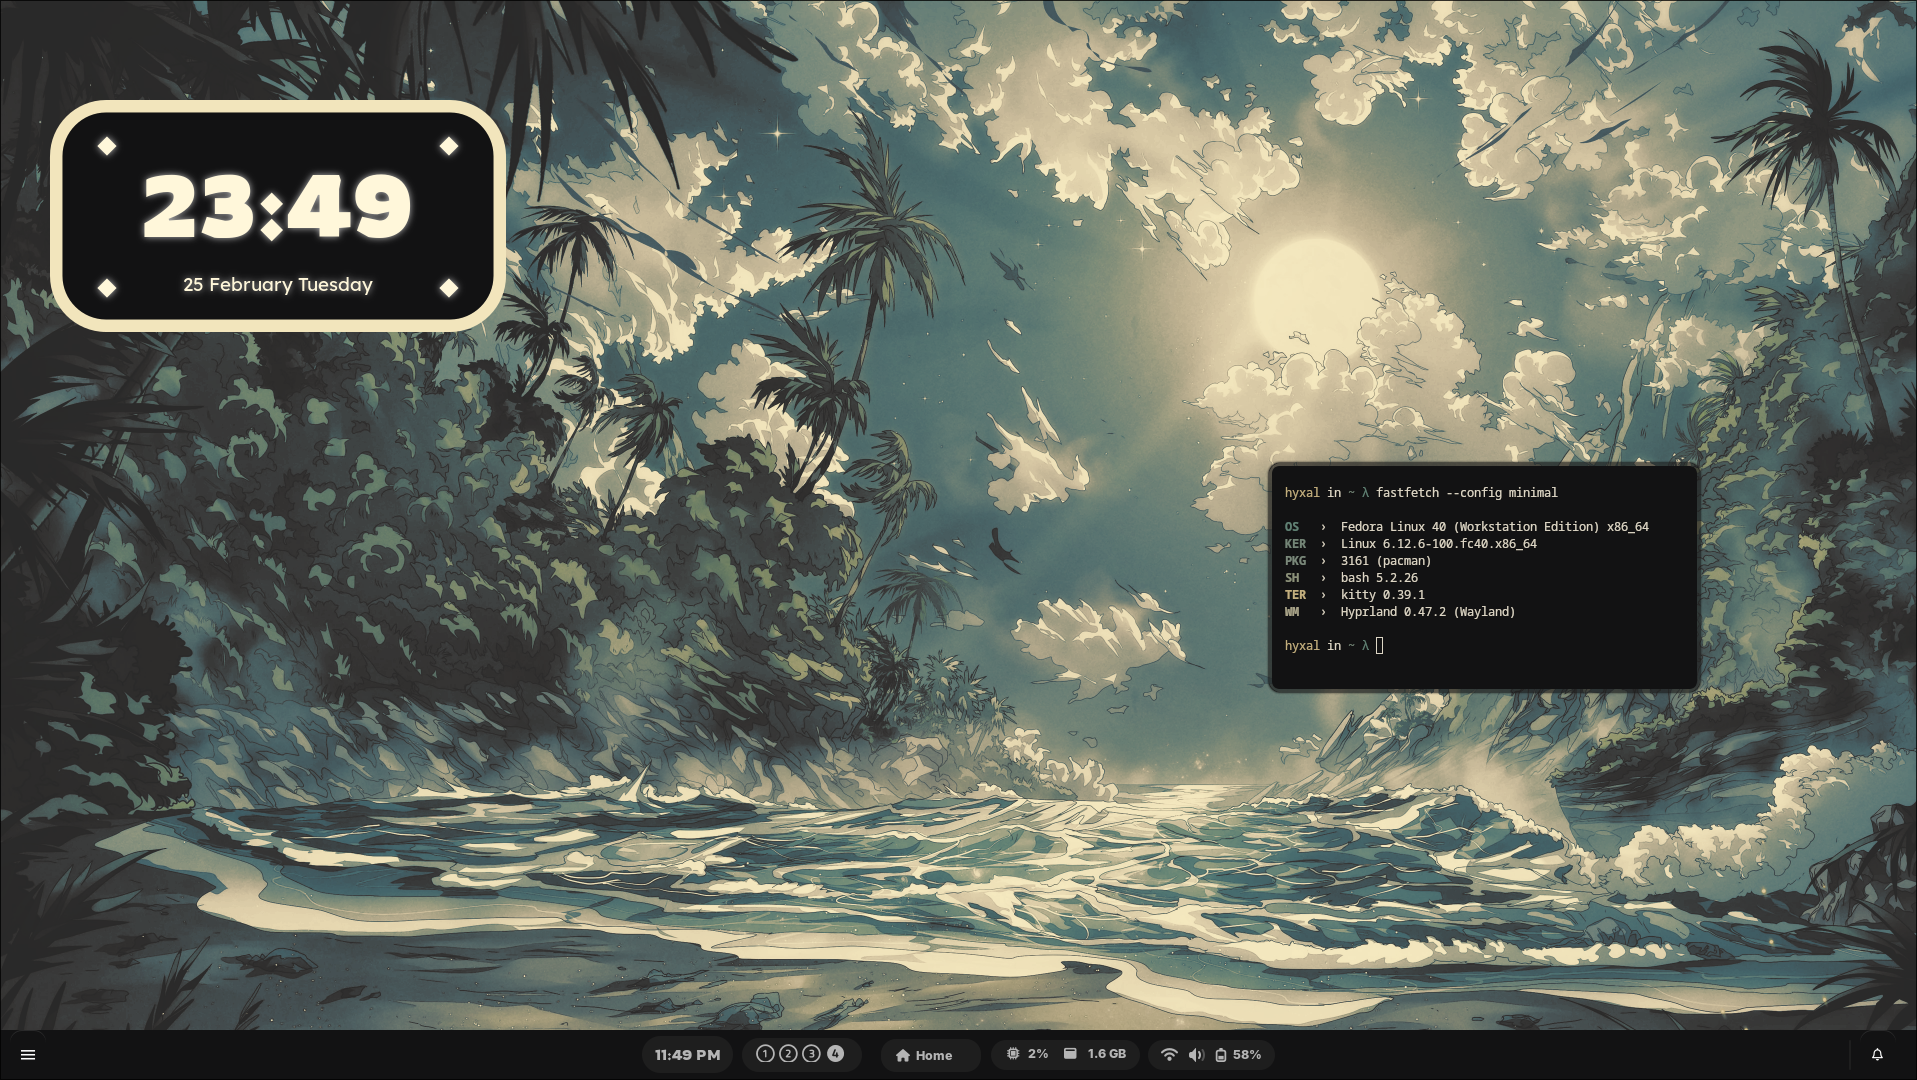 23:49
25 February Tuesday
hyxal in ~ λ fastfetch --config minimal
OS › Fedora Linux 40 (Workstation Edition) x86_64
KER › Linux 6.12.6-100.fc40.x86_64
PKG › 3161 (pacman)
SH › bash 5.2.26
TER › kitty 0.39.1
WM › Hyprland 0.47.2 (Wayland)
hyxal in ~ λ
11:49 PM 1 2 3 4 Home 2% 1.6 GB 58%